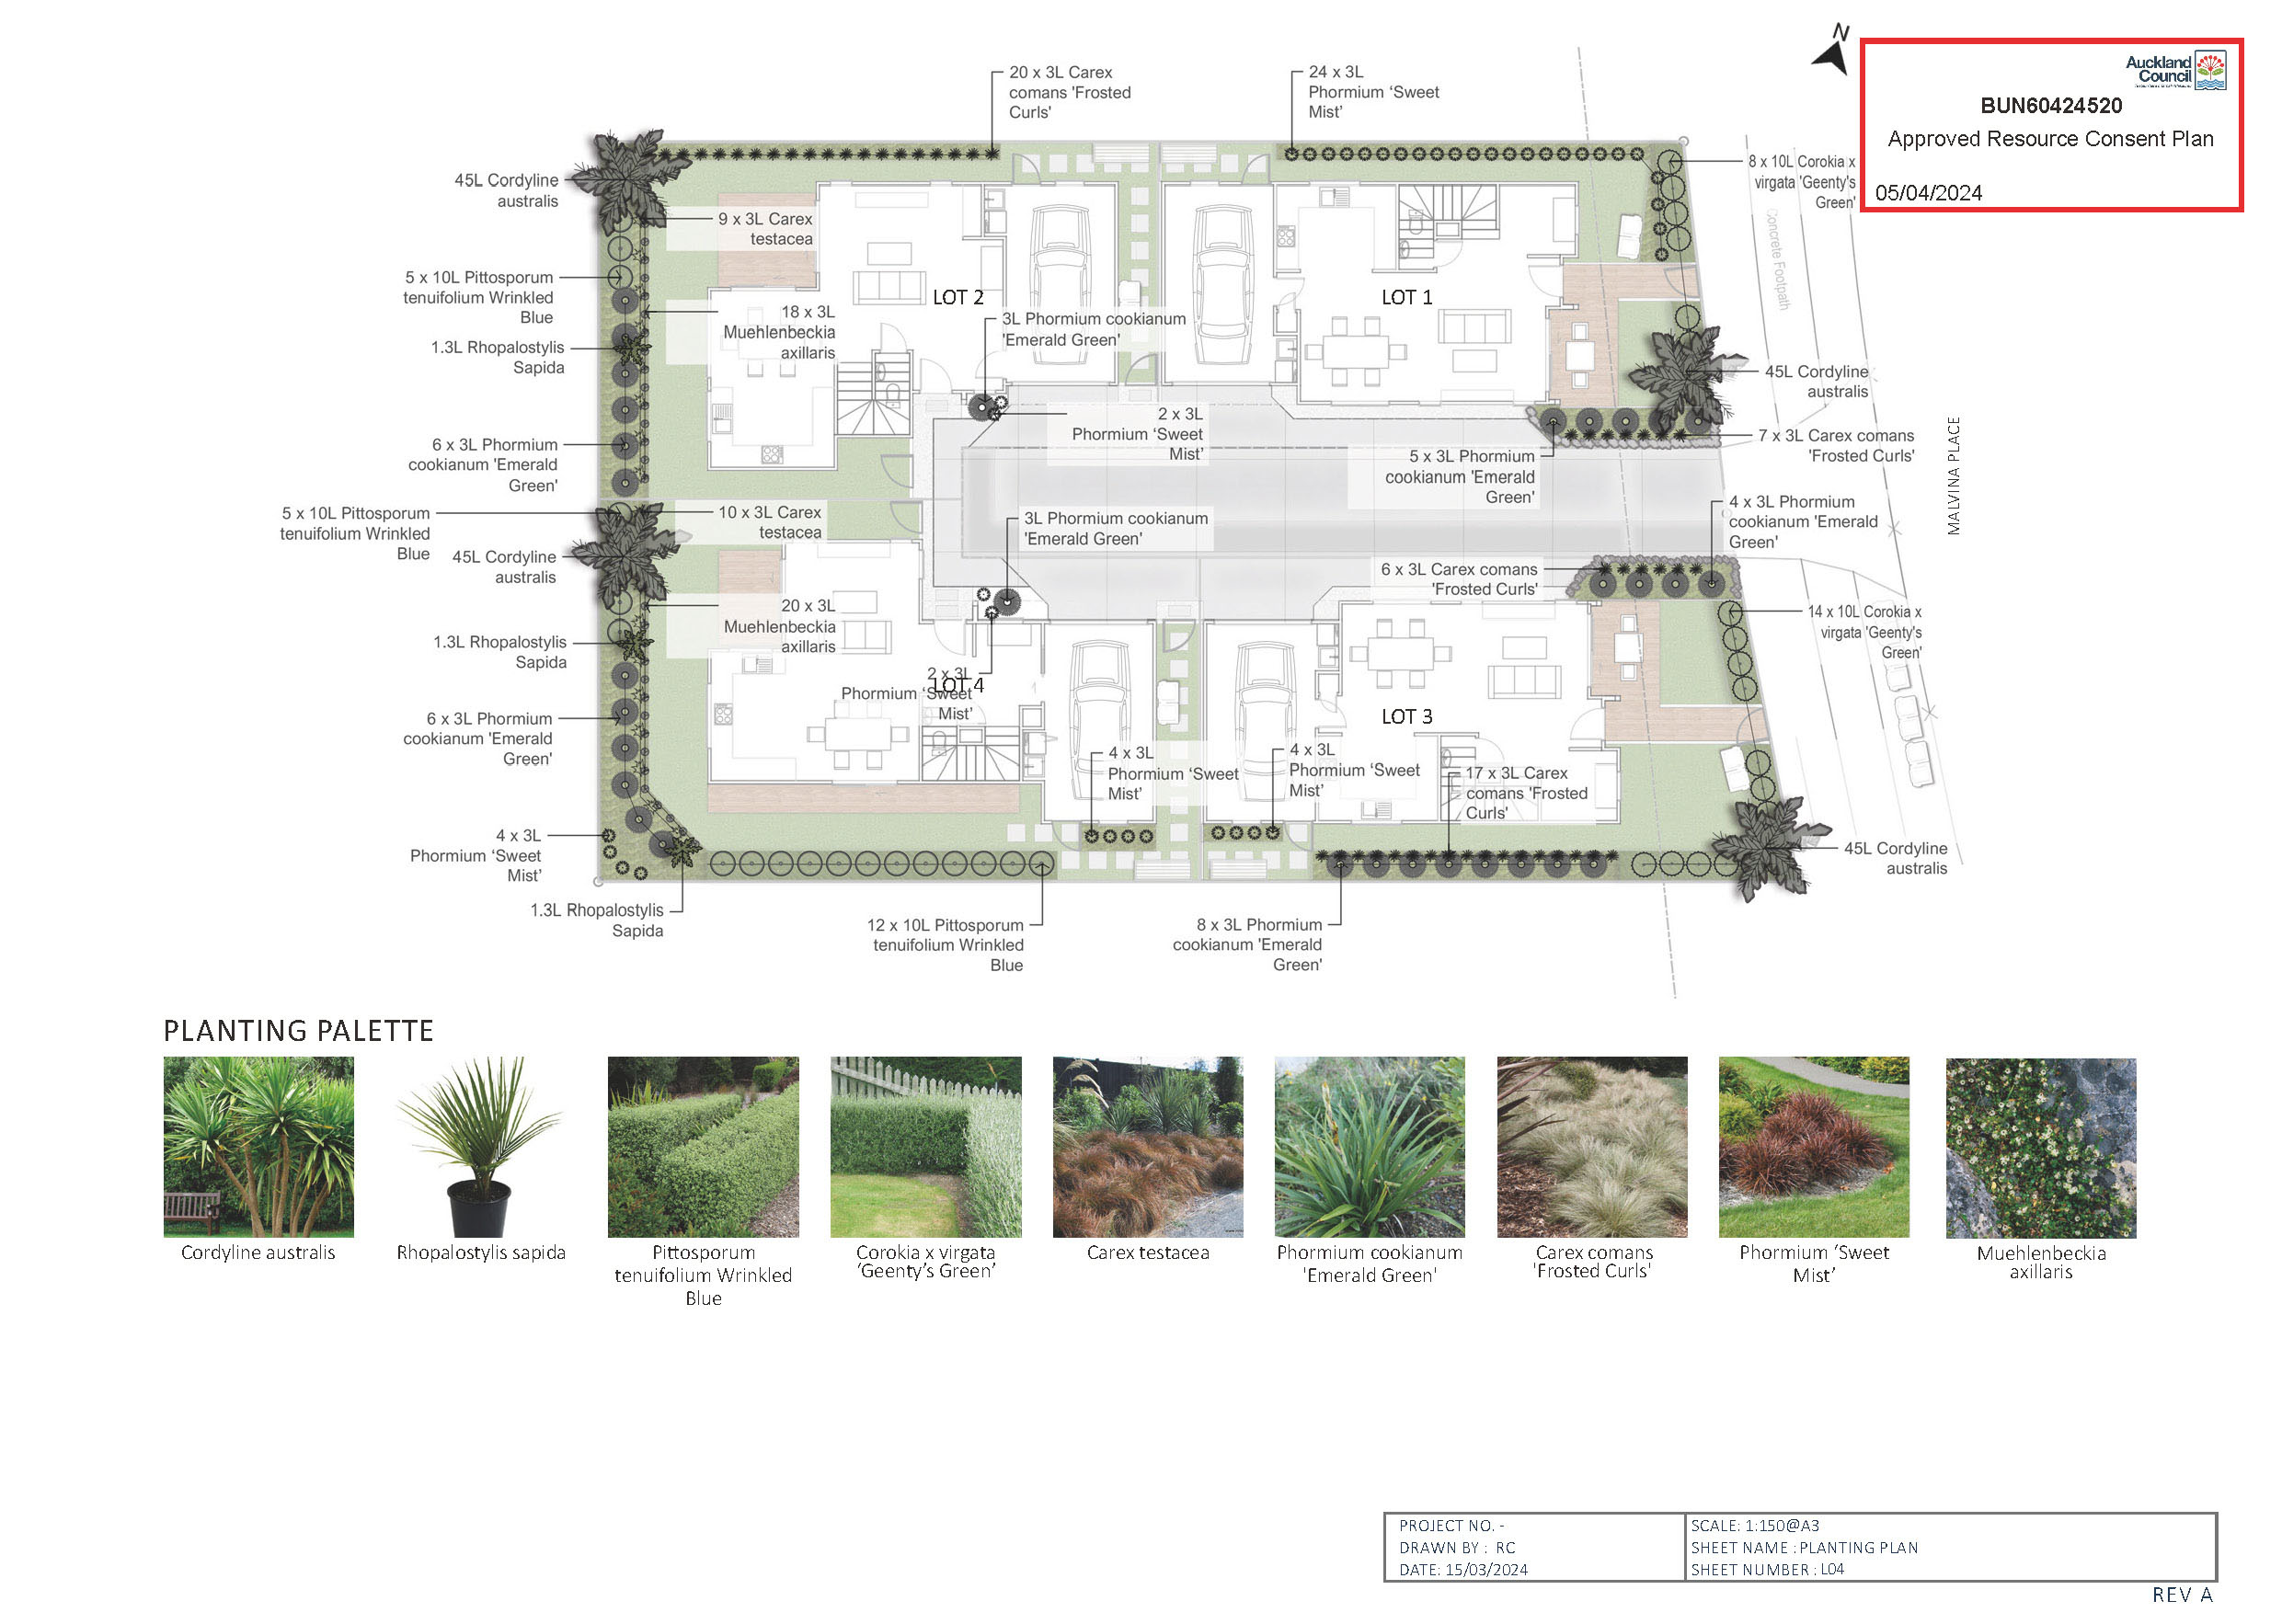 N
Auckland
Council
BUN60424520
Approved Resource Consent Plan
05/04/2024
20 x 3L Carex
comans 'Frosted
Curls'
24 x 3L
Phormium ‘Sweet
Mist’
8 x 10L Corokia x
virgata 'Geenty's
Green'
45L Cordyline
australis
9 x 3L Carex
testacea
Concrete Footpath
5 x 10L Pittosporum
tenuifolium Wrinkled
Blue
LOT 2
LOT 1
18 x 3L
Muehlenbeckia
axillaris
3L Phormium cookianum
'Emerald Green'
1.3L Rhopalostylis
Sapida
45L Cordyline
australis
2 x 3L
Phormium ‘Sweet
Mist’
6 x 3L Phormium
cookianum 'Emerald
Green'
5 x 3L Phormium
cookianum 'Emerald
Green'
7 x 3L Carex comans
'Frosted Curls'
MALVINA PLACE
5 x 10L Pittosporum
tenuifolium Wrinkled
Blue
10 x 3L Carex
testacea
3L Phormium cookianum
'Emerald Green'
4 x 3L Phormium
cookianum 'Emerald
Green'
45L Cordyline
australis
6 x 3L Carex comans
'Frosted Curls'
20 x 3L
Muehlenbeckia
axillaris
14 x 10L Corokia x
virgata 'Geenty's
Green'
1.3L Rhopalostylis
Sapida
2 x 3L
Phormium ‘Sweet
Mist’
LOT 4
LOT 3
6 x 3L Phormium
cookianum 'Emerald
Green'
4 x 3L
Phormium ‘Sweet
Mist’
4 x 3L
Phormium ‘Sweet
Mist’
17 x 3L Carex
comans 'Frosted
Curls'
4 x 3L
Phormium ‘Sweet
Mist’
45L Cordyline
australis
1.3L Rhopalostylis
Sapida
12 x 10L Pittosporum
tenuifolium Wrinkled
Blue
8 x 3L Phormium
cookianum 'Emerald
Green'
PLANTING PALETTE
Cordyline australis
Rhopalostylis sapida
Pittosporum
tenuifolium Wrinkled
Blue
Corokia x virgata
‘Geenty’s Green’
Carex testacea
Phormium cookianum
'Emerald Green'
Carex comans
'Frosted Curls'
Phormium ‘Sweet
Mist’
Muehlenbeckia
axillaris
PROJECT NO. -
DRAWN BY : RC
DATE: 15/03/2024
SCALE: 1:150@A3
SHEET NAME : PLANTING PLAN
SHEET NUMBER : L04
REV A